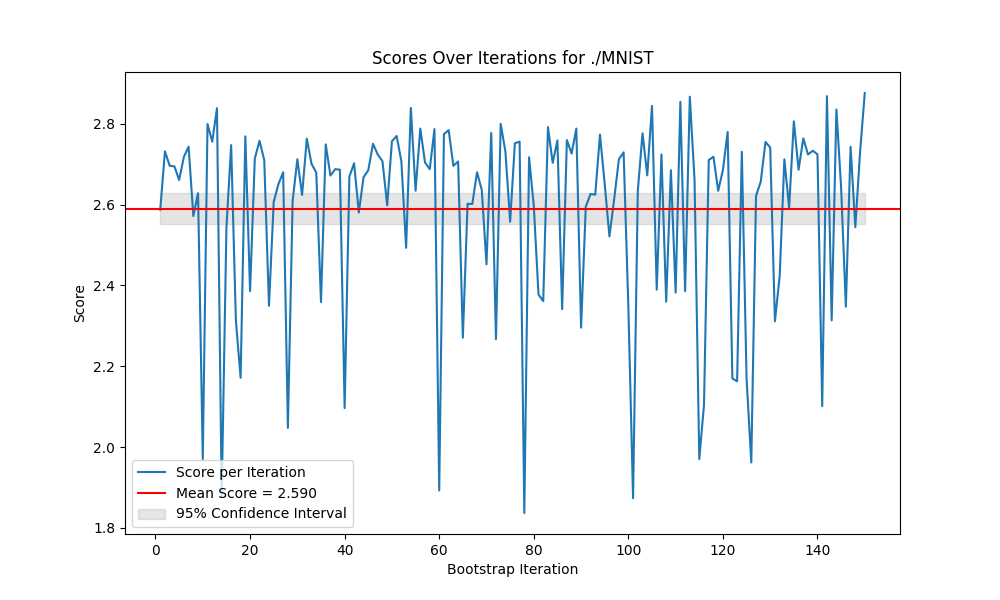 Scores Over Iterations for ./MNIST
Score
2.8
2.6
2.4
2.2
2.0
1.8
Score per Iteration
Mean Score = 2.590
95% Confidence Interval
0 20 40 60 80 100 120 140
Bootstrap Iteration